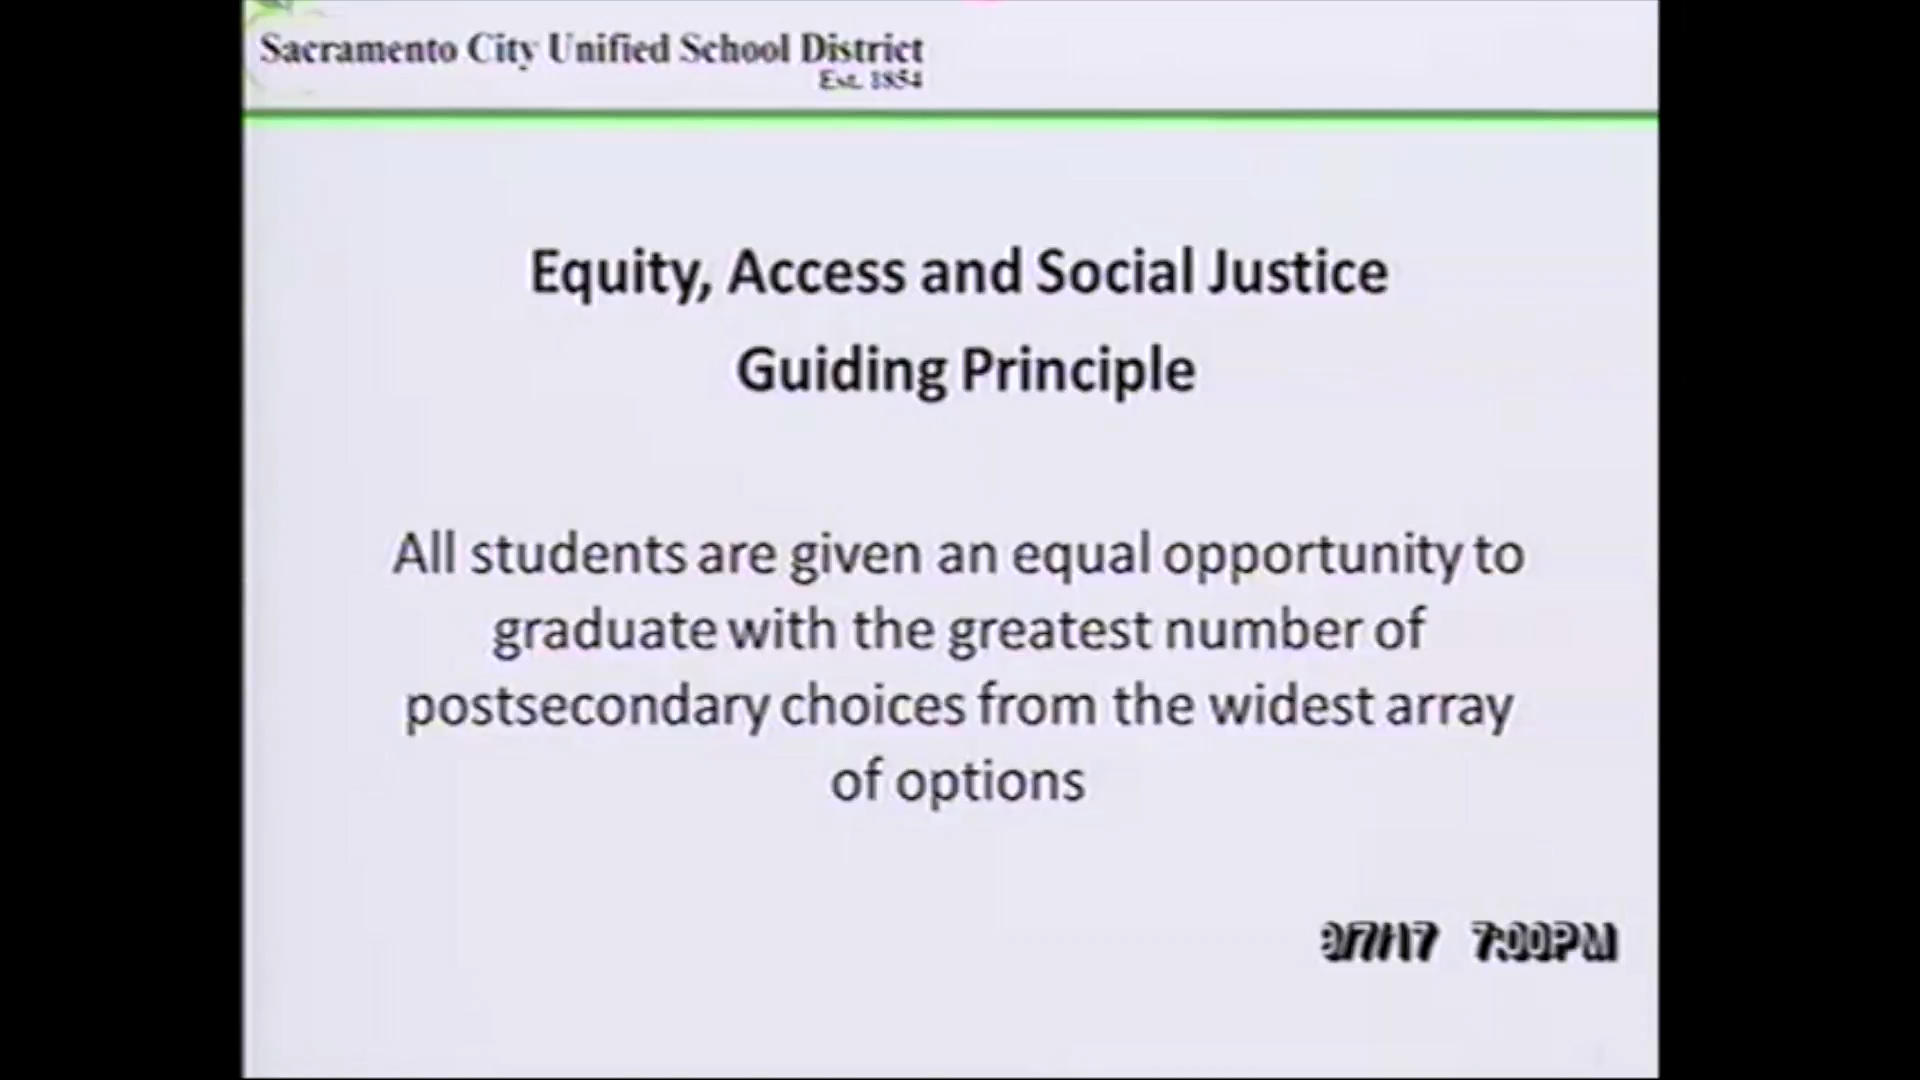 Sacramento City Unified School District
Est. 1854
Equity, Access and Social Justice
Guiding Principle
All students are given an equal opportunity to
graduate with the greatest number of
postsecondary choices from the widest array
of options
9/7/17 7:00PM